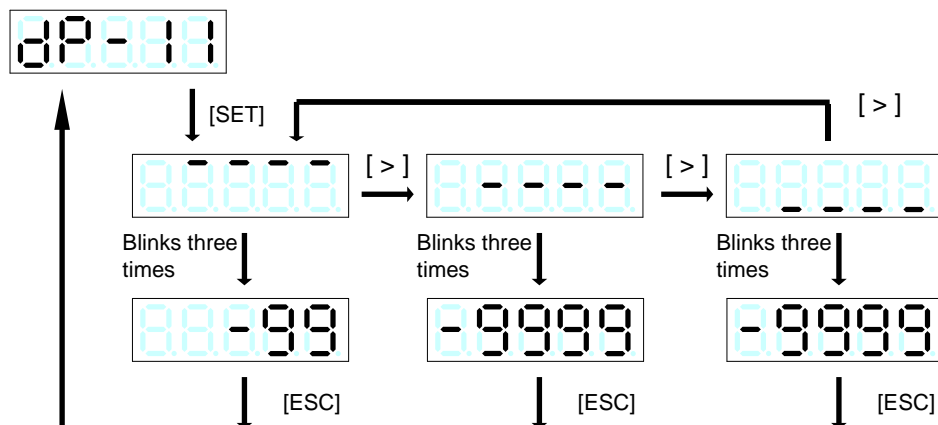 dP-11
[SET]
[ > ]
- - - -
[ > ]
- - - -
[ > ]
- - - -
Blinks three
times
Blinks three
times
Blinks three
times
-99
-9999
-9999
[ESC]
[ESC]
[ESC]